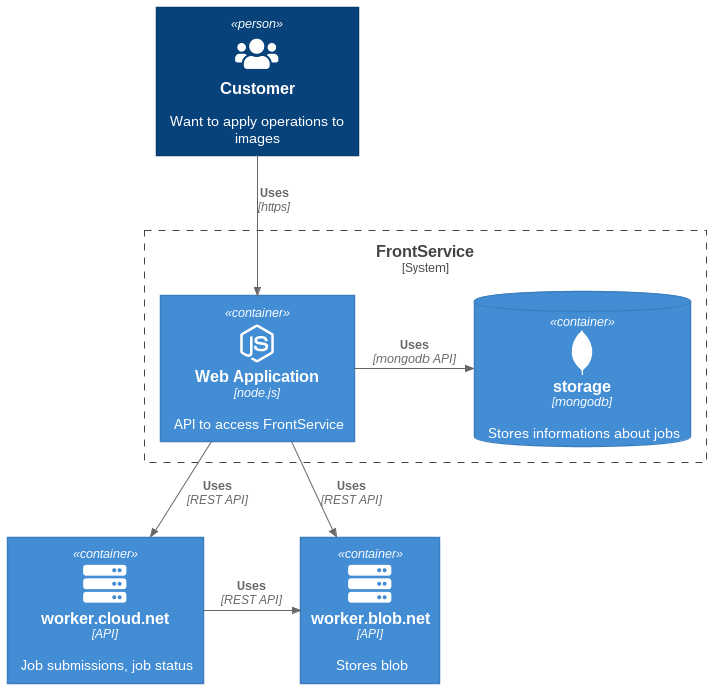 «person»
Customer
Want to apply operations to
images
Uses
[https]
FrontService
[System]
«container»
JS
Web Application
[node.js]
API to access FrontService
Uses
[mongodb API]
«container»
storage
[mongodb]
Stores informations about jobs
Uses
[REST API]
Uses
[REST API]
«container»
worker.cloud.net
[API]
Job submissions, job status
Uses
[REST API]
«container»
worker.blob.net
[API]
Stores blob